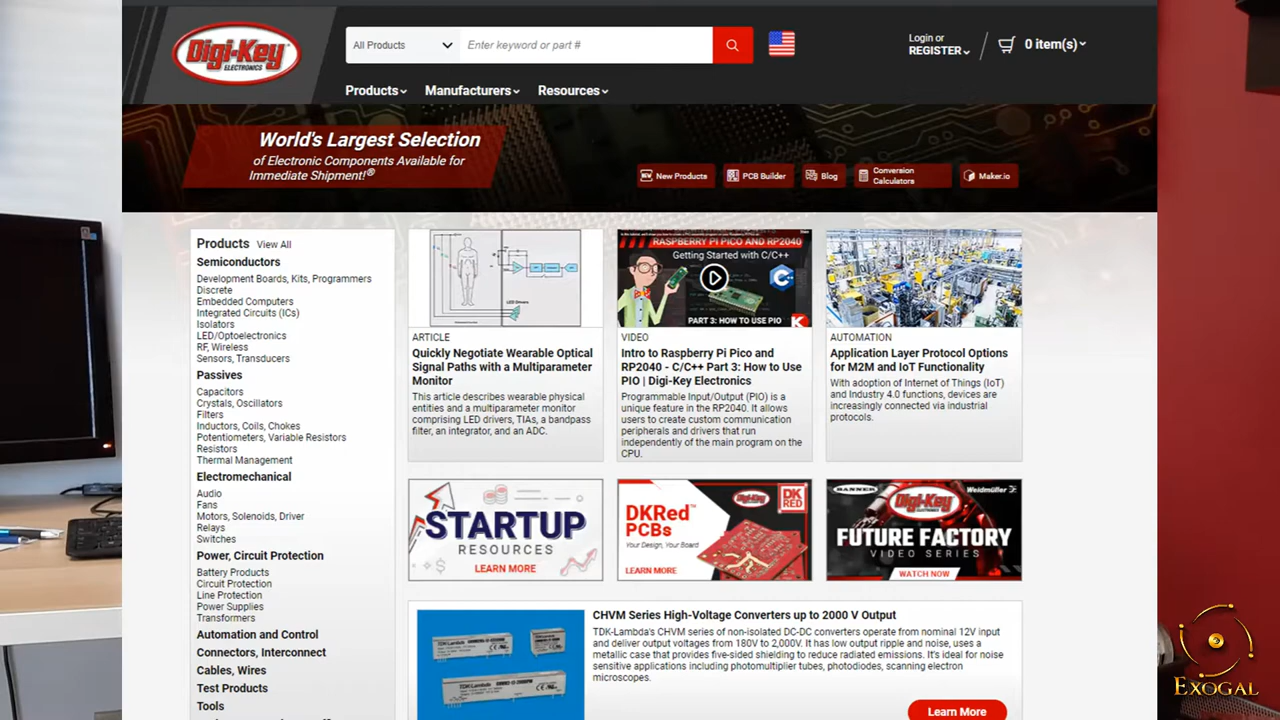 Digi-Key
ELECTRONICS
All Products
Enter keyword or part #
Login or
REGISTER
0 item(s)
Products
Manufacturers
Resources
World's Largest Selection
of Electronic Components Available for
Immediate Shipment!®
New Products
PCB Builder
Blog
Conversion
Calculators
Maker.io
Products View All
Semiconductors
Development Boards, Kits, Programmers
Discrete
Embedded Computers
Integrated Circuits (ICs)
Isolators
LED/Optoelectronics
RF, Wireless
Sensors, Transducers
Passives
Capacitors
Crystals, Oscillators
Filters
Inductors, Coils, Chokes
Potentiometers, Variable Resistors
Resistors
Thermal Management
Electromechanical
Audio
Fans
Motors, Solenoids, Driver
Relays
Switches
Power, Circuit Protection
Battery Products
Circuit Protection
Line Protection
Power Supplies
Transformers
Automation and Control
Connectors, Interconnect
Cables, Wires
Test Products
Tools
LED Drivers
ARTICLE
Quickly Negotiate Wearable Optical
Signal Paths with a Multiparameter
Monitor
This article describes wearable physical
entities and a multiparameter monitor
comprising LED drivers, TIAs, a bandpass
filter, an integrator, and an ADC.
RASPBERRY PI PICO AND RP2040
Getting Started with C/C++
PART 3: HOW TO USE PIO
VIDEO
Intro to Raspberry Pi Pico and
RP2040 - C/C++ Part 3: How to Use
PIO | Digi-Key Electronics
Programmable Input/Output (PIO) is a
unique feature in the RP2040. It allows
users to create custom communication
peripherals and drivers that run
independently of the main program on the
CPU.
AUTOMATION
Application Layer Protocol Options
for M2M and IoT Functionality
With adoption of Internet of Things (IoT)
and Industry 4.0 functions, devices are
increasingly connected via industrial
protocols.
STARTUP
RESOURCES
LEARN MORE
DKRed™
PCBs
Your Design, Your Board
LEARN MORE
Digi-Key
DK
RED
BANNER
Digi-Key
ELECTRONICS
Weidmüller
FUTURE FACTORY
VIDEO SERIES
WATCH NOW
TDK-Lambda
CHVM Series High-Voltage Converters up to 2000 V Output
TDK-Lambda's CHVM series of non-isolated DC-DC converters operate from nominal 12V input
and deliver output voltages from 180V to 2,000V. It has low output ripple and noise, uses a
metallic case that provides five-sided shielding to reduce radiated emissions. It's ideal for noise
sensitive applications including photomultiplier tubes, photodiodes, scanning electron
microscopes.
Learn More
EXOGAL